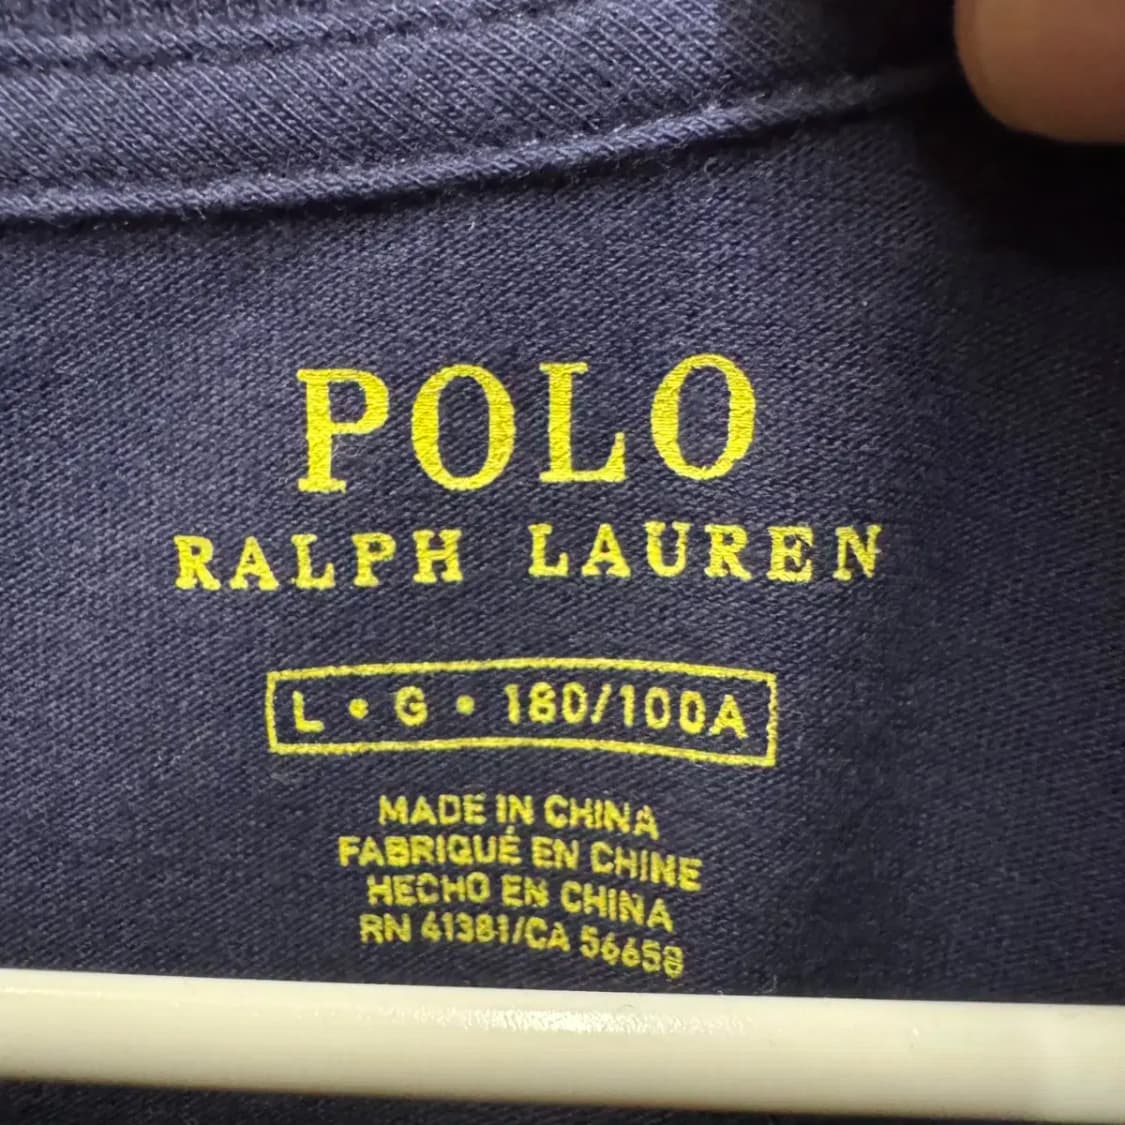 POLO
RALPH LAUREN
L • G • 180/100A
MADE IN CHINA
FABRIQUÉ EN CHINE
HECHO EN CHINA
RN 41381/CA 56658